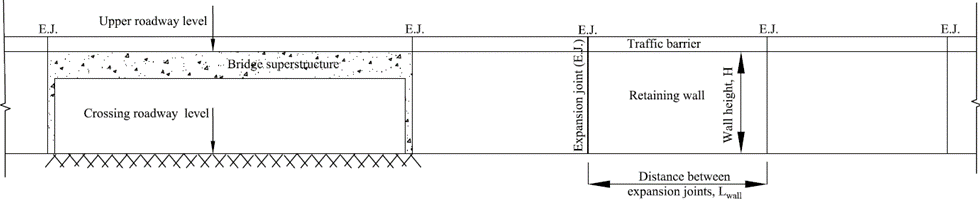 Upper roadway level
E.J.
E.J.
E.J.
E.J.
E.J.
Traffic barrier
Bridge superstructure
Expansion joint (E.J.)
Retaining wall
Wall height, H
Crossing roadway level
Distance between
expansion joints, Lwall